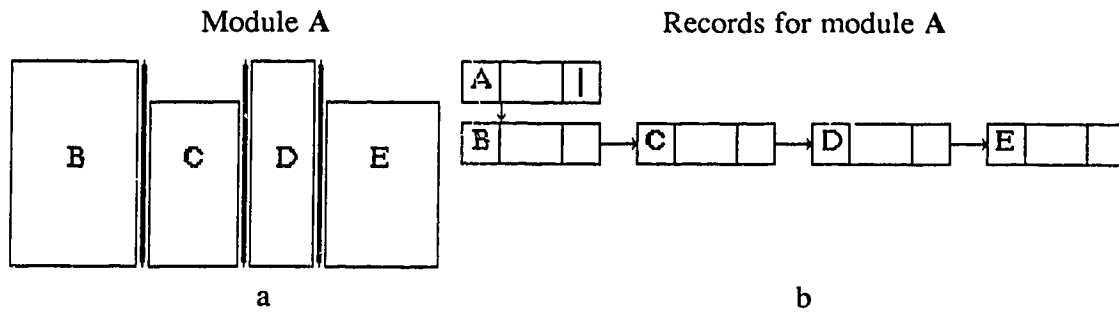 Module A
Records for module A
A
B C D E
B C D E
a
b